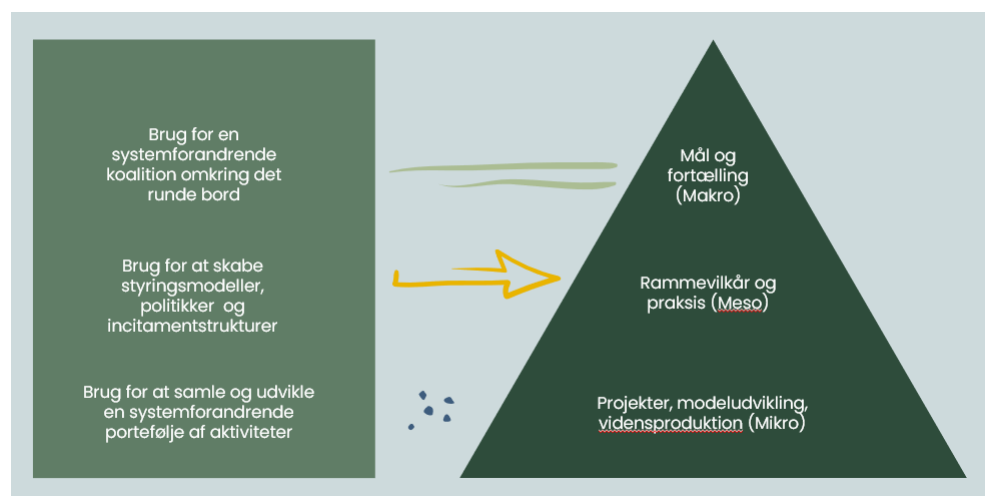 Brug for en
systemforandrende
koalition omkring det
runde bord
Brug for at skabe
styringsmodeller,
politikker og
incitamentstrukturer
Brug for at samle og udvikle
en systemforandrende
portefølje af aktiviteter
Mål og
fortælling
(Makro)
Rammevilkår og
praksis (Meso)
Projekter, modeludvikling,
vidensproduktion (Mikro)